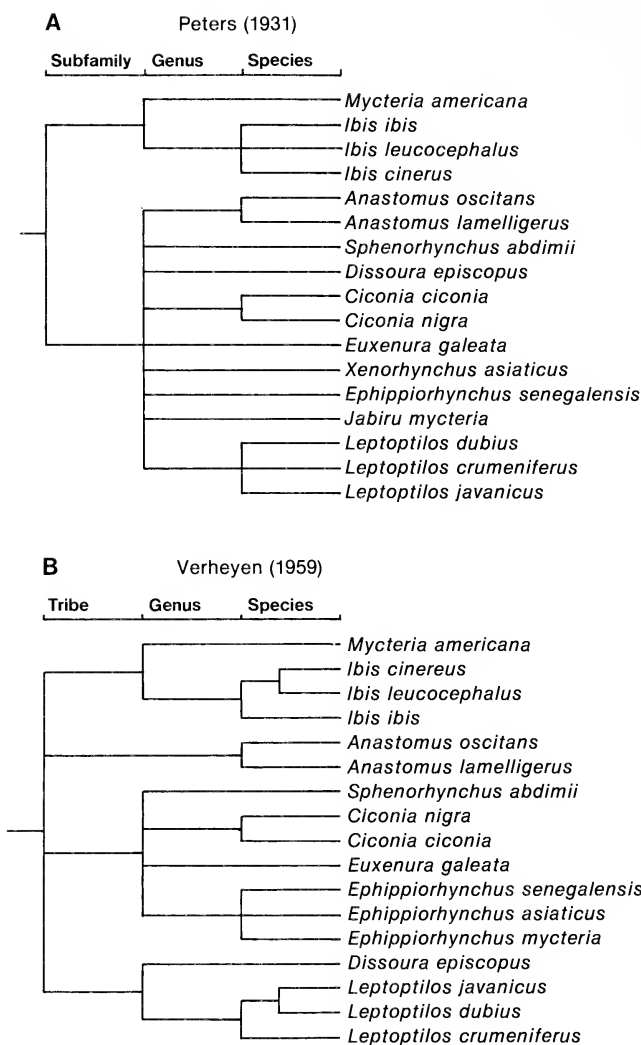 A Peters (1931)
Subfamily Genus Species
Mycteria americana
Ibis ibis
Ibis leucocephalus
Ibis cinerus
Anastomus oscitans
Anastomus lamelligerus
Sphenorhynchus abdimii
Dissoura episcopus
Ciconia ciconia
Ciconia nigra
Euxenura galeata
Xenorhynchus asiaticus
Ephippiorhynchus senegalensis
Jabiru mycteria
Leptoptilos dubius
Leptoptilos crumeniferus
Leptoptilos javanicus
B Verheyen (1959)
Tribe Genus Species
Mycteria americana
Ibis cinereus
Ibis leucocephalus
Ibis ibis
Anastomus oscitans
Anastomus lamelligerus
Sphenorhynchus abdimii
Ciconia nigra
Ciconia ciconia
Euxenura galeata
Ephippiorhynchus senegalensis
Ephippiorhynchus asiaticus
Ephippiorhynchus mycteria
Dissoura episcopus
Leptoptilos javanicus
Leptoptilos dubius
Leptoptilos crumeniferus